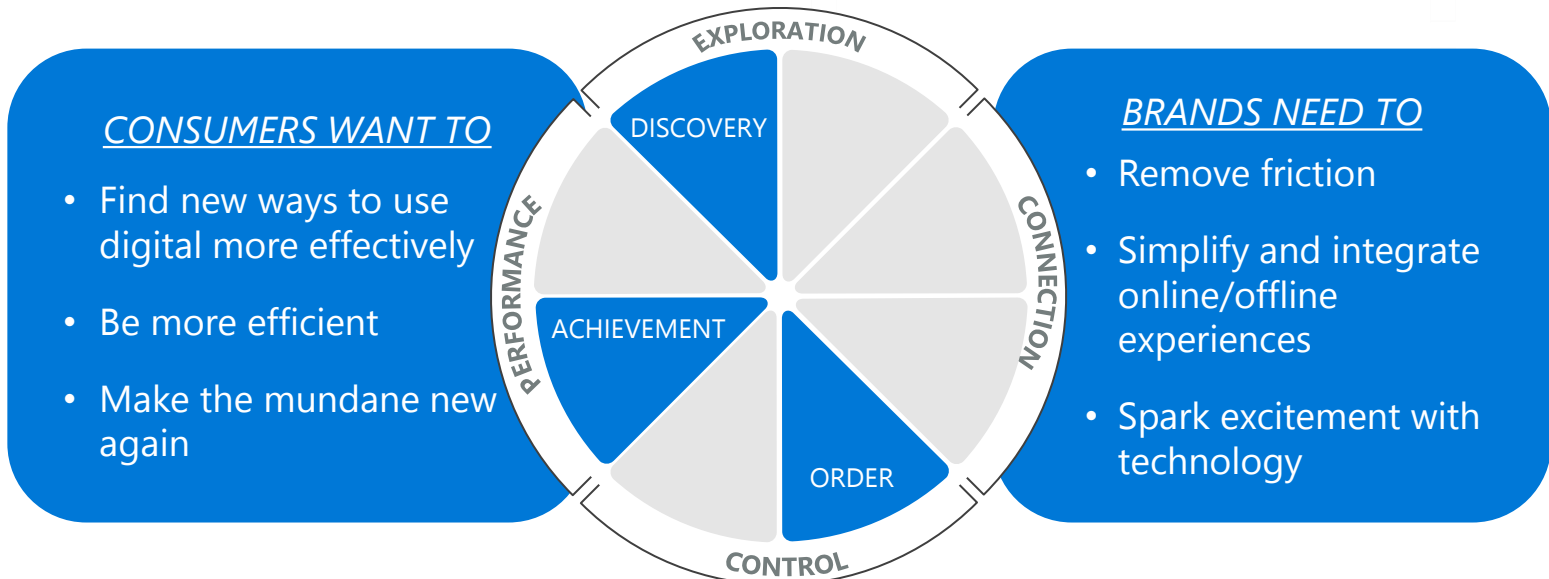 CONSUMERS WANT TO
• Find new ways to use
digital more effectively
• Be more efficient
• Make the mundane new
again
EXPLORATION
PERFORMANCE
CONNECTION
CONTROL
DISCOVERY
ACHIEVEMENT
ORDER
BRANDS NEED TO
• Remove friction
• Simplify and integrate
online/offline
experiences
• Spark excitement with
technology